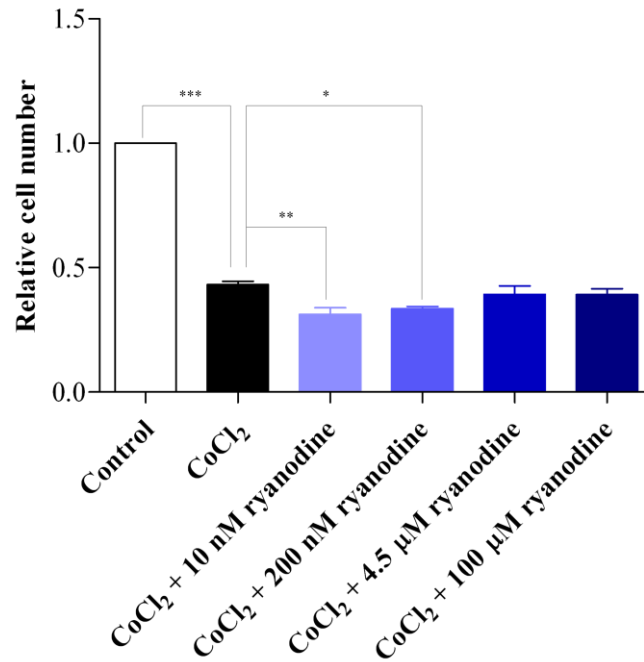 Relative cell number
1.5
1.0
0.5
0.0
***
*
**
Control
CoCl₂
CoCl₂ + 10 nM ryanodine
CoCl₂ + 200 nM ryanodine
CoCl₂ + 4.5 μM ryanodine
CoCl₂ + 100 μM ryanodine